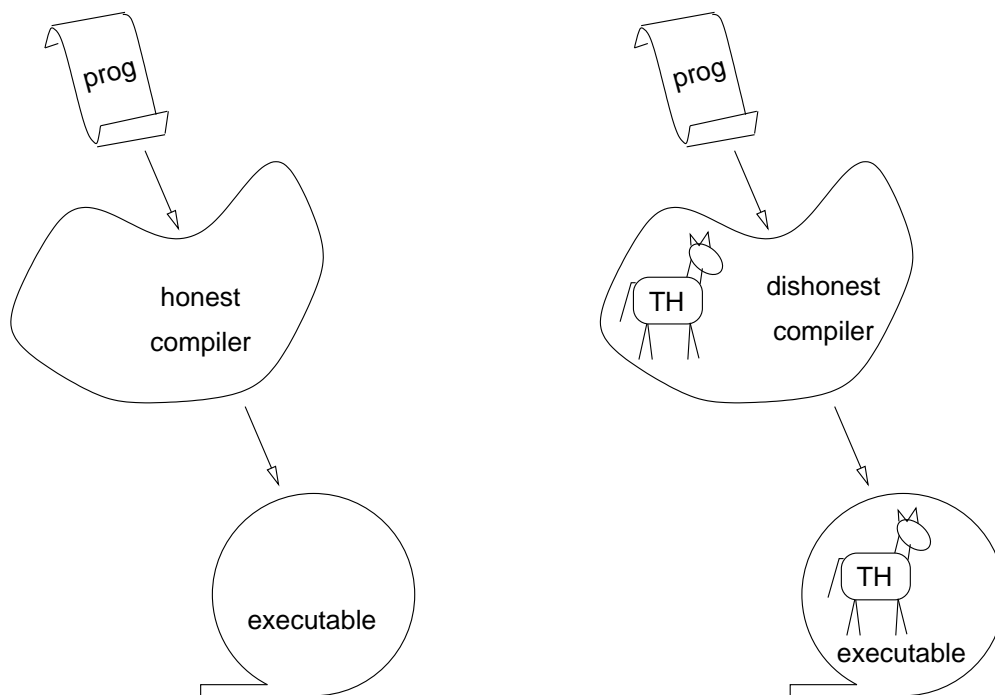 prog
honest
compiler
executable
prog
TH
dishonest
compiler
TH
executable